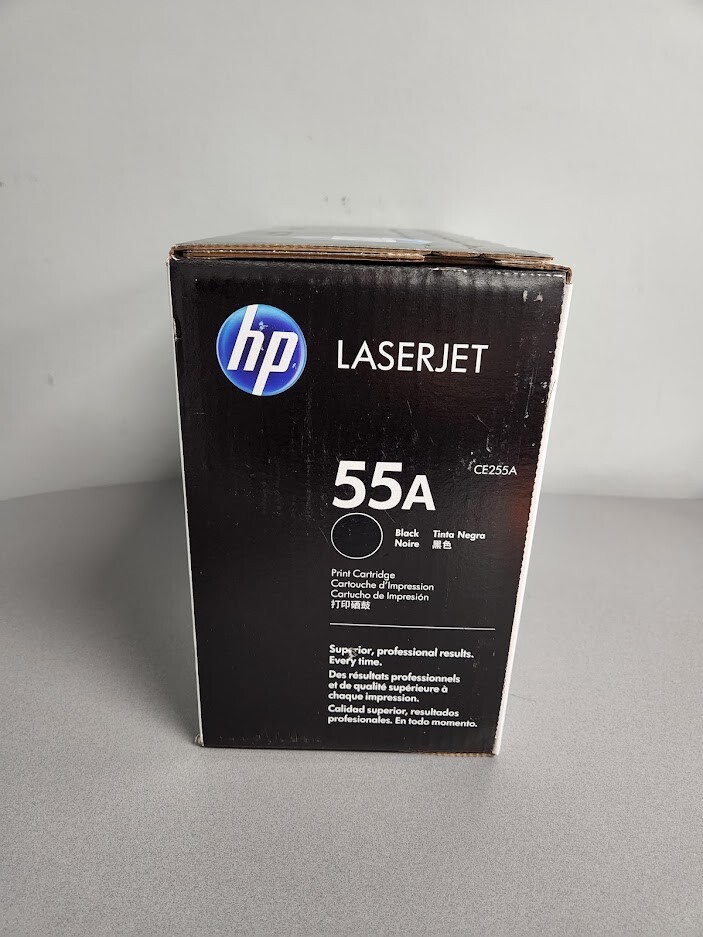 hp
LASERJET
55A
CE255A
Black Tinta Negra
Noire 黑色
Print Cartridge
Cartouche d'Impression
Cartucho de Impresión
打印硒鼓
Superior, professional results.
Every time.
Des résultats professionnels
et de qualité supérieure à
chaque impression.
Calidad superior, resultados
profesionales. En todo momento.